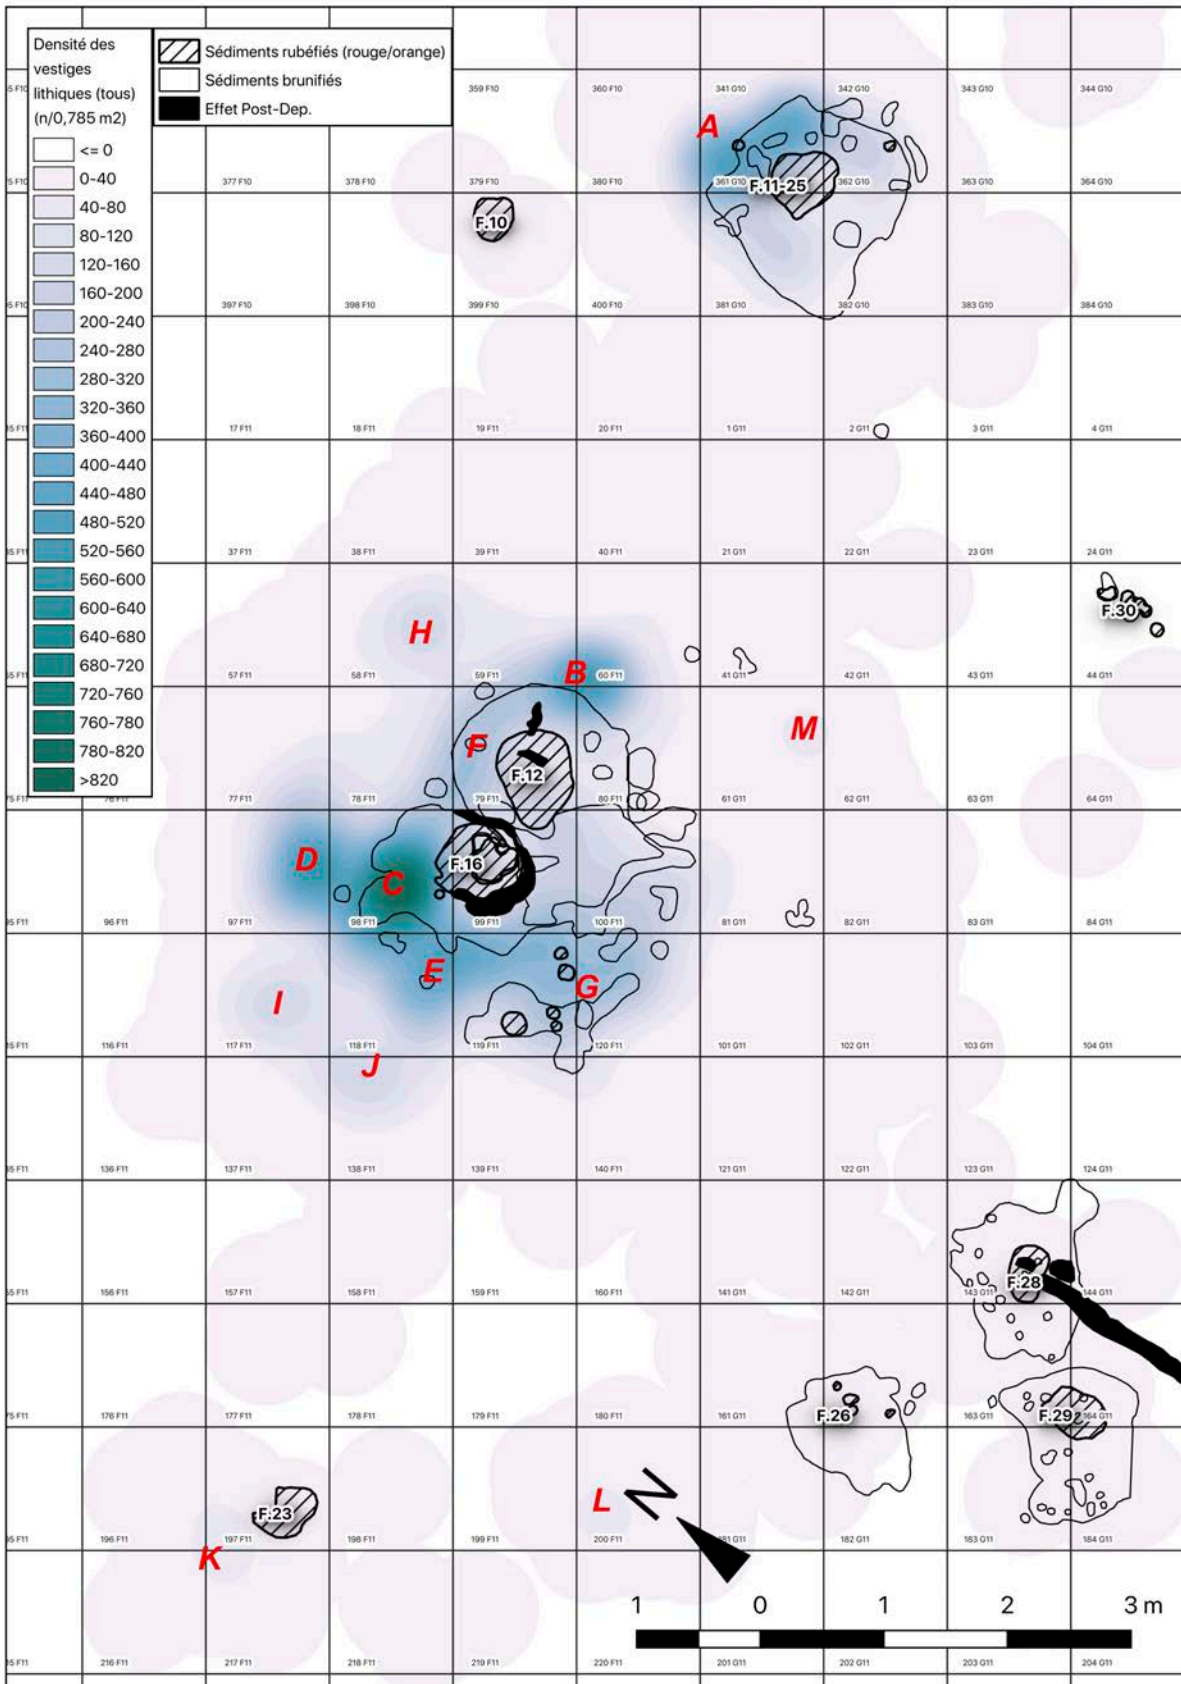 Densité des
vestiges
lithiques (tous)
(n/0,785 m2)
<= 0
0-40
40-80
80-120
120-160
160-200
200-240
240-280
280-320
320-360
360-400
400-440
440-480
480-520
520-560
560-600
600-640
640-680
680-720
720-760
760-780
780-820
>820
Sédiments rubéfiés (rouge/orange)
Sédiments brunifiés
Effet Post-Dep.
359 F10 360 F10 341 G10 342 G10 343 G10 344 G10
A
377 F10 378 F10 379 F10 380 F10 361 G10 362 G10 363 G10 364 G10
F.11-25
F.10
397 F10 398 F10 399 F10 400 F10 381 G10 382 G10 383 G10 384 G10
17 F11 18 F11 19 F11 20 F11 1 G11 2 G11 3 G11 4 G11
37 F11 38 F11 39 F11 40 F11 21 G11 22 G11 23 G11 24 G11
F.30
H
B
57 F11 58 F11 59 F11 60 F11 41 G11 42 G11 43 G11 44 G11
M
F
F.12
76 F11 77 F11 78 F11 79 F11 80 F11 61 G11 62 G11 63 G11 64 G11
D
F.16
C
96 F11 97 F11 98 F11 99 F11 100 F11 81 G11 82 G11 83 G11 84 G11
E
G
I
116 F11 117 F11 118 F11 119 F11 120 F11 101 G11 102 G11 103 G11 104 G11
J
136 F11 137 F11 138 F11 139 F11 140 F11 121 G11 122 G11 123 G11 124 G11
F.28
156 F11 157 F11 158 F11 159 F11 160 F11 141 G11 142 G11 143 G11 144 G11
176 F11 177 F11 178 F11 179 F11 180 F11 161 G11 163 G11 164 G11
F.26 F.29
L
N
F.23
196 F11 197 F11 198 F11 199 F11 200 F11 181 G11 182 G11 183 G11 184 G11
K
1 0 1 2 3 m
216 F11 217 F11 218 F11 219 F11 220 F11 201 G11 202 G11 203 G11 204 G11